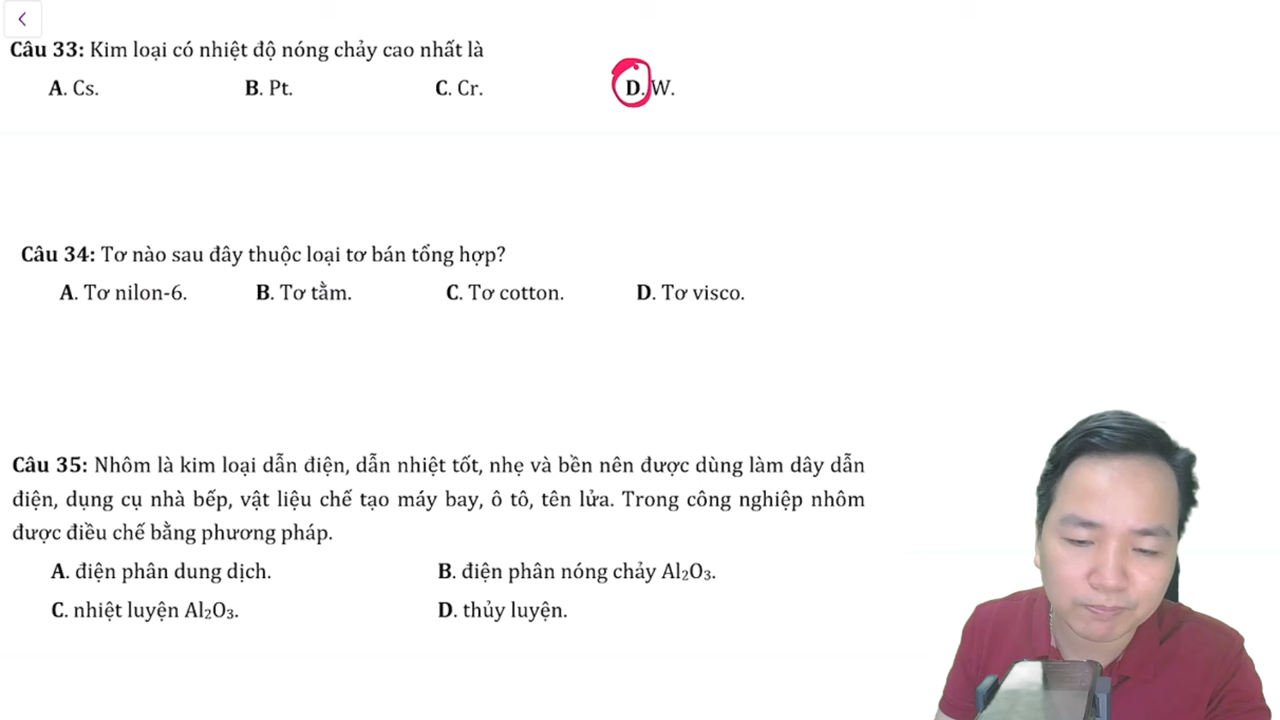 Câu 33: Kim loại có nhiệt độ nóng chảy cao nhất là
A. Cs. B. Pt. C. Cr. D. W.
Câu 34: Tơ nào sau đây thuộc loại tơ bán tổng hợp?
A. Tơ nilon-6. B. Tơ tằm. C. Tơ cotton. D. Tơ visco.
Câu 35: Nhôm là kim loại dẫn điện, dẫn nhiệt tốt, nhẹ và bền nên được dùng làm dây dẫn
điện, dụng cụ nhà bếp, vật liệu chế tạo máy bay, ô tô, tên lửa. Trong công nghiệp nhôm
được điều chế bằng phương pháp.
A. điện phân dung dịch. B. điện phân nóng chảy Al₂O₃.
C. nhiệt luyện Al₂O₃. D. thủy luyện.